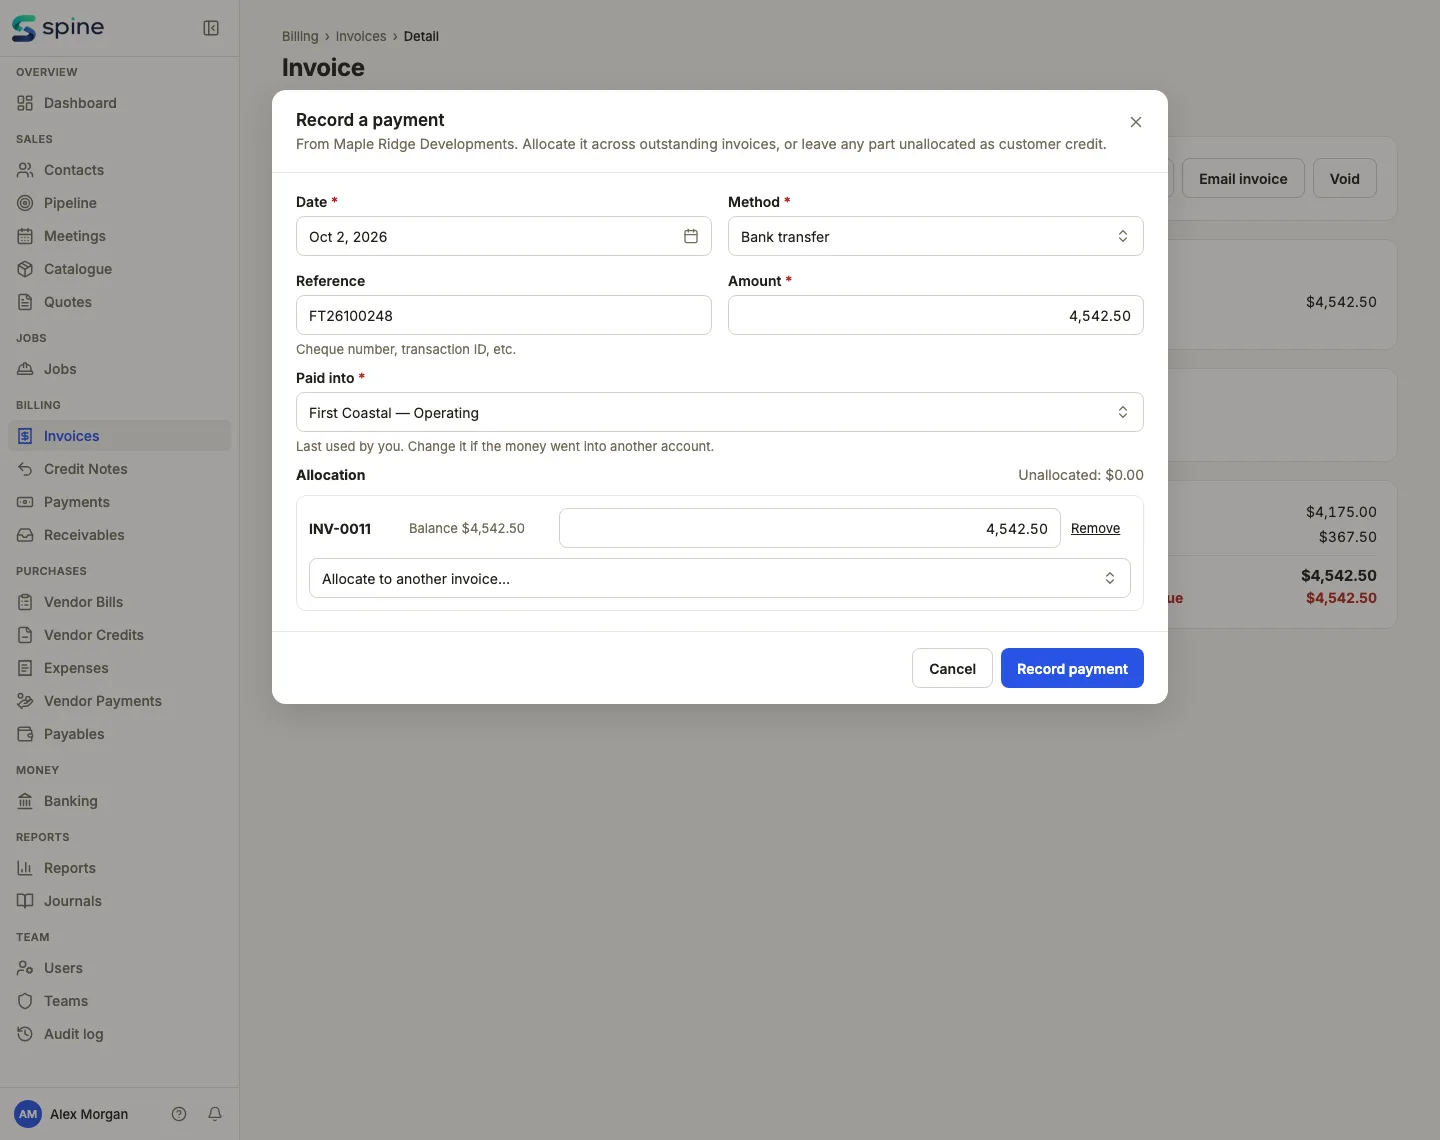 spine
OVERVIEW
Dashboard
SALES
Contacts
Pipeline
Meetings
Catalogue
Quotes
JOBS
Jobs
BILLING
Invoices
Credit Notes
Payments
Receivables
PURCHASES
Vendor Bills
Vendor Credits
Expenses
Vendor Payments
Payables
MONEY
Banking
REPORTS
Reports
Journals
TEAM
Users
Teams
Audit log
AM Alex Morgan
Billing › Invoices › Detail
Invoice
Email invoice Void
$4,542.50
$4,175.00
$367.50
$4,542.50
$4,542.50
Record a payment
From Maple Ridge Developments. Allocate it across outstanding invoices, or leave any part unallocated as customer credit.
Date * Method *
Oct 2, 2026 Bank transfer
Reference Amount *
FT26100248 4,542.50
Cheque number, transaction ID, etc.
Paid into *
First Coastal — Operating
Last used by you. Change it if the money went into another account.
Allocation Unallocated: $0.00
INV-0011 Balance $4,542.50 4,542.50 Remove
Allocate to another invoice...
Cancel Record payment